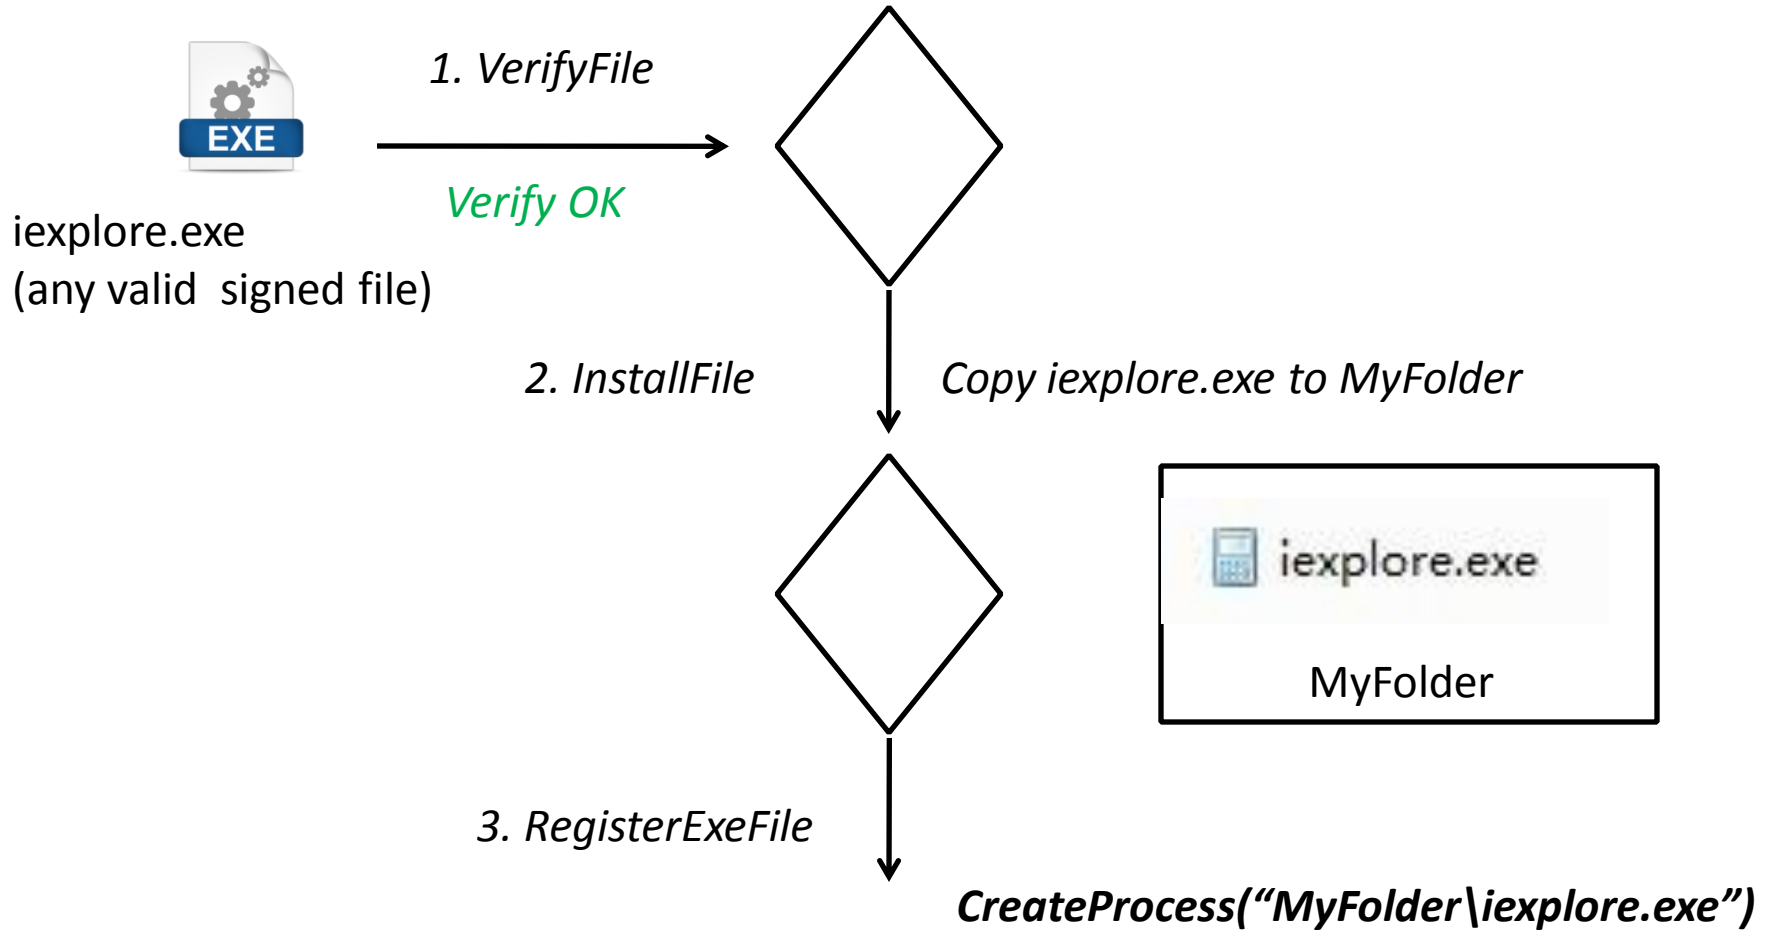 1. VerifyFile
EXE
Verify OK
iexplore.exe
(any valid signed file)
2. InstallFile
Copy iexplore.exe to MyFolder
iexplore.exe
MyFolder
3. RegisterExeFile
CreateProcess(“MyFolder\iexplore.exe”)